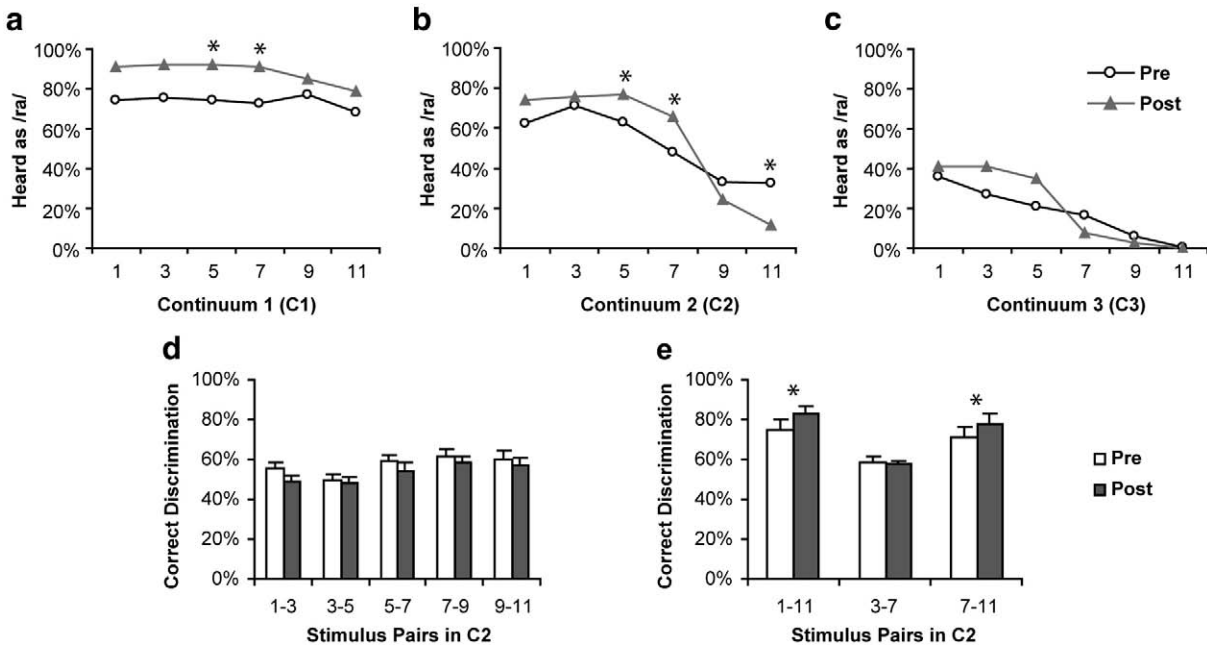 a
100%
80%
60%
40%
20%
0%
Heard as /ra/
* *
1 3 5 7 9 11
Continuum 1 (C1)
b
100%
80%
60%
40%
20%
0%
Heard as /ra/
* * *
1 3 5 7 9 11
Continuum 2 (C2)
c
100%
80%
60%
40%
20%
0%
Heard as /ra/
Pre
Post
1 3 5 7 9 11
Continuum 3 (C3)
d
100%
80%
60%
40%
20%
0%
Correct Discrimination
1-3 3-5 5-7 7-9 9-11
Stimulus Pairs in C2
e
100%
80%
60%
40%
20%
0%
Correct Discrimination
* *
1-11 3-7 7-11
Stimulus Pairs in C2
Pre
Post